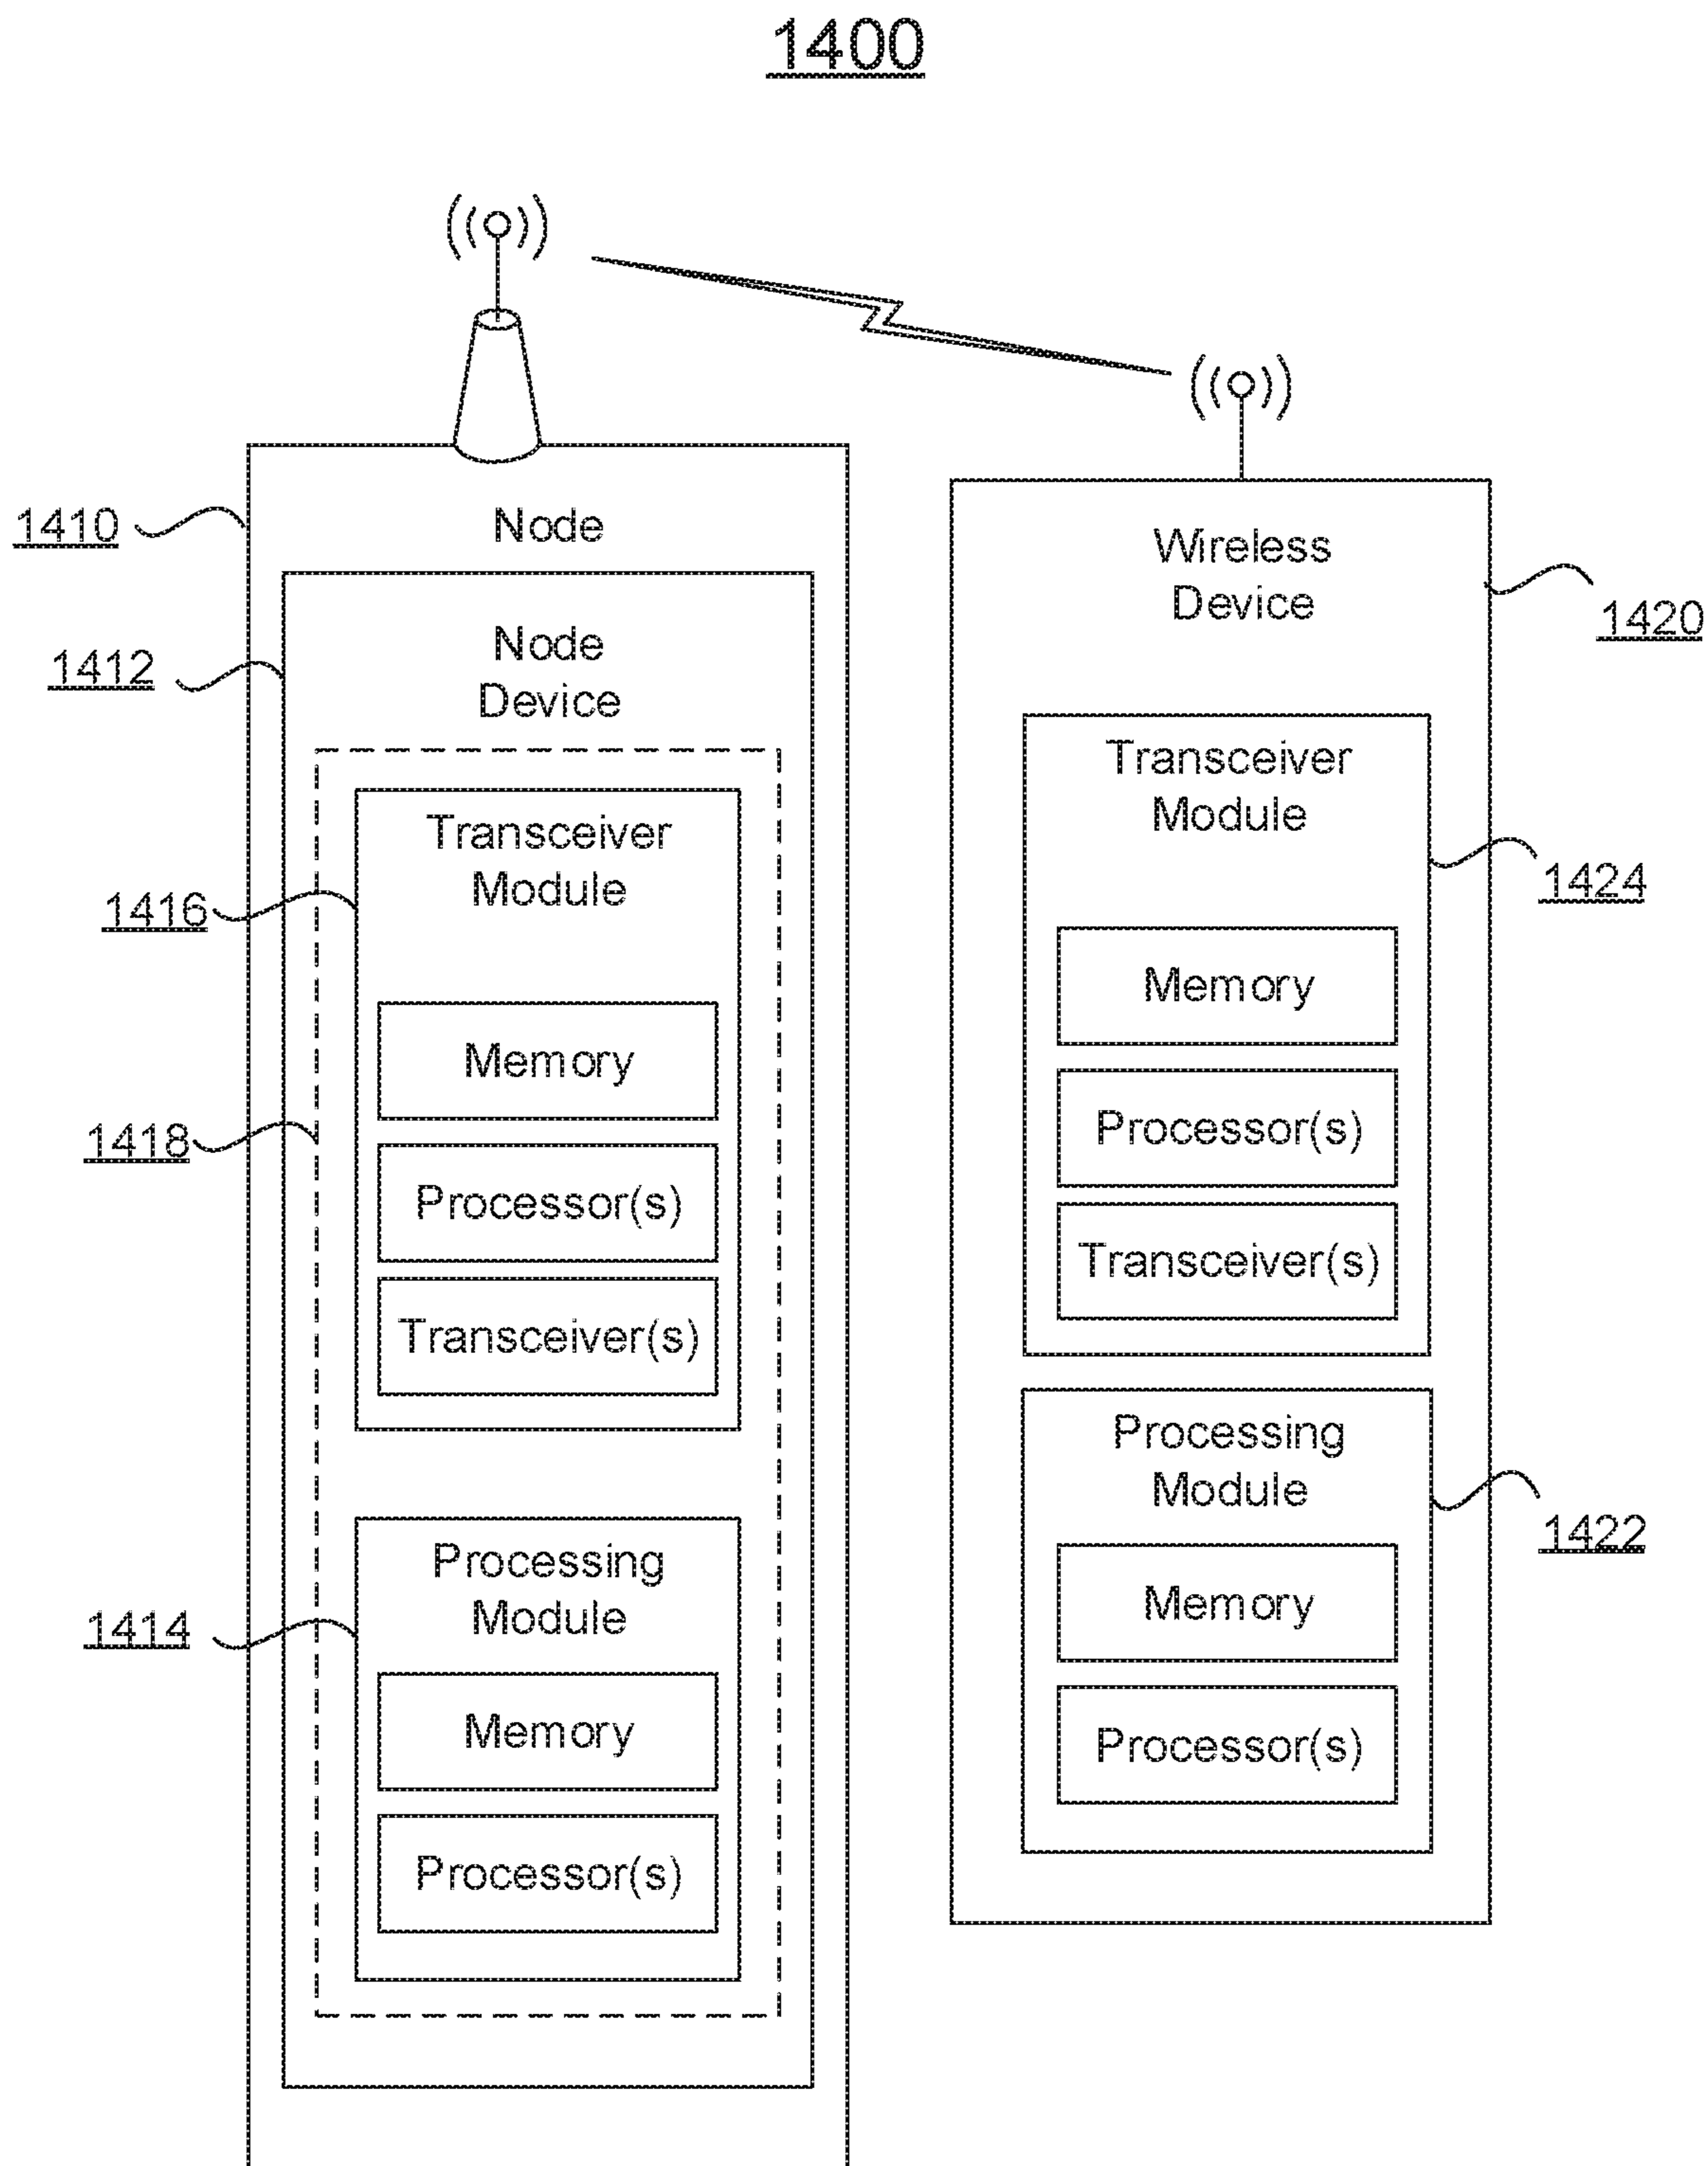 1400
1410
Node
1412
Node
Device
1416
Transceiver
Module
Memory
1418
Processor(s)
Transceiver(s)
1414
Processing
Module
Memory
Processor(s)
Wireless
Device
1420
Transceiver
Module
1424
Memory
Processor(s)
Transceiver(s)
Processing
Module
1422
Memory
Processor(s)